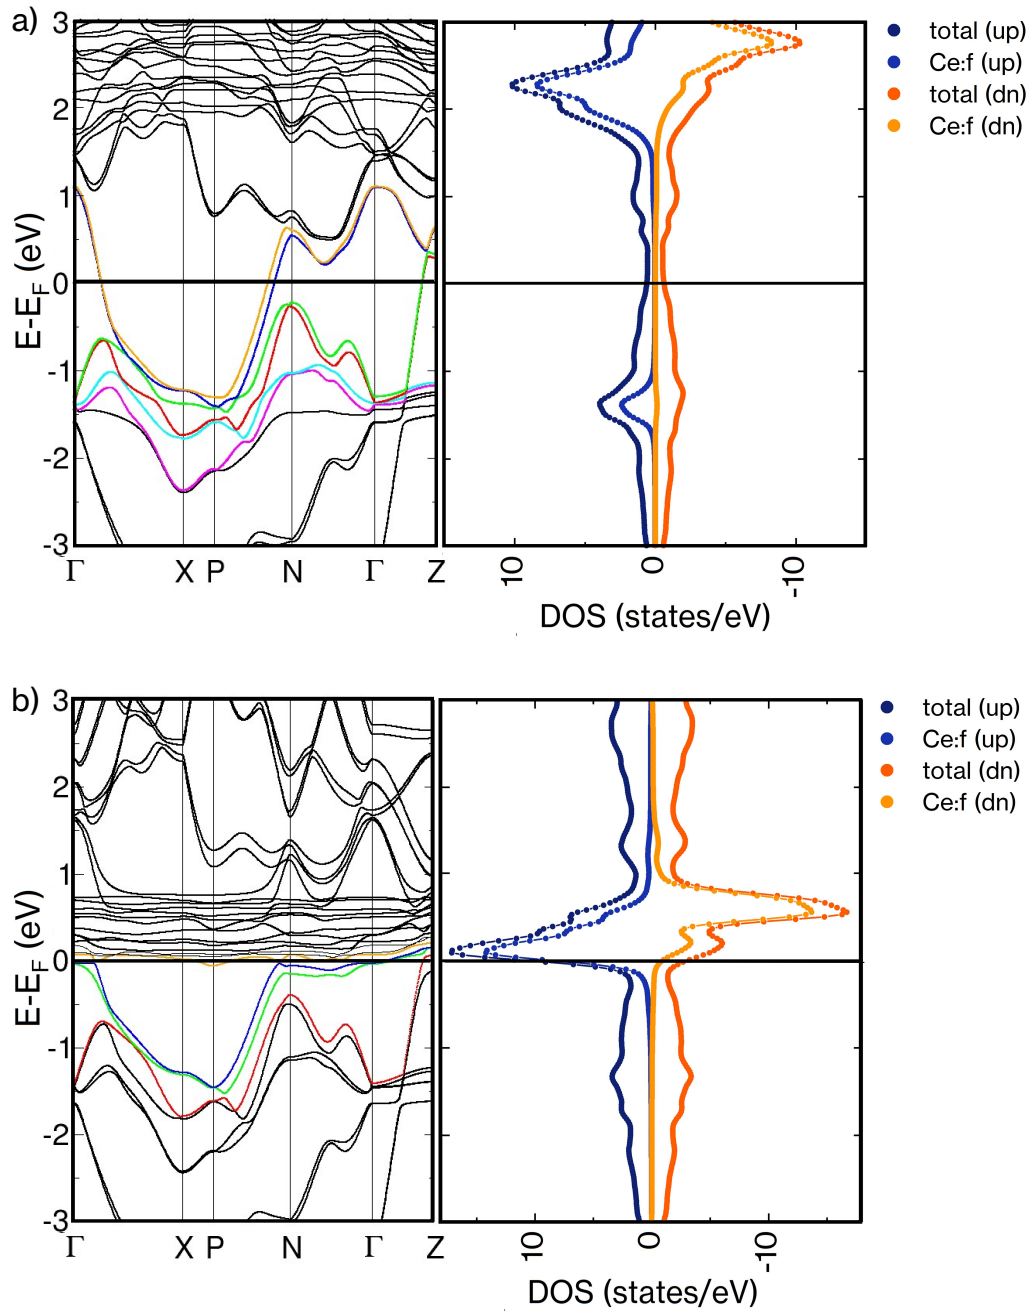 a)
3
2
1
0
-1
-2
-3
E-E_F (eV)
Γ X P N Γ Z
10 0 -10
DOS (states/eV)
total (up)
Ce:f (up)
total (dn)
Ce:f (dn)
b)
3
2
1
0
-1
-2
-3
E-E_F (eV)
Γ X P N Γ Z
10 0 -10
DOS (states/eV)
total (up)
Ce:f (up)
total (dn)
Ce:f (dn)